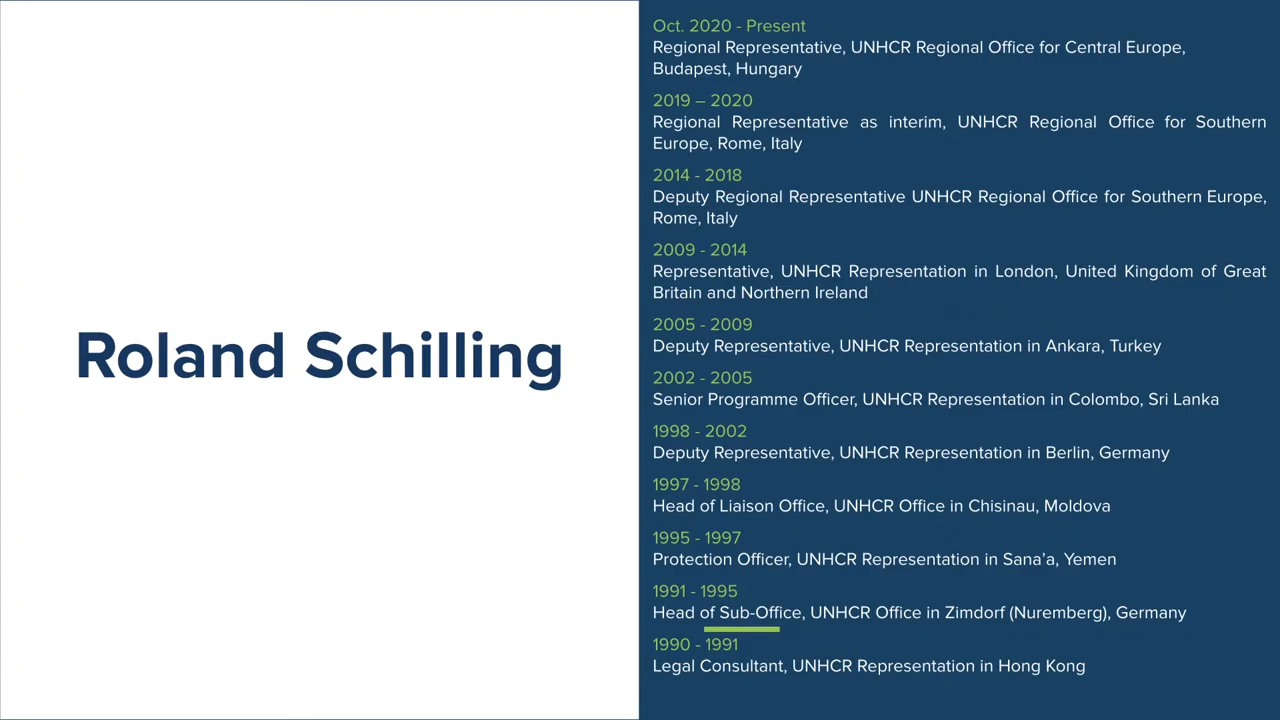 Roland Schilling
Oct. 2020 - Present
Regional Representative, UNHCR Regional Office for Central Europe,
Budapest, Hungary
2019 – 2020
Regional Representative as interim, UNHCR Regional Office for Southern
Europe, Rome, Italy
2014 - 2018
Deputy Regional Representative UNHCR Regional Office for Southern Europe,
Rome, Italy
2009 - 2014
Representative, UNHCR Representation in London, United Kingdom of Great
Britain and Northern Ireland
2005 - 2009
Deputy Representative, UNHCR Representation in Ankara, Turkey
2002 - 2005
Senior Programme Officer, UNHCR Representation in Colombo, Sri Lanka
1998 - 2002
Deputy Representative, UNHCR Representation in Berlin, Germany
1997 - 1998
Head of Liaison Office, UNHCR Office in Chisinau, Moldova
1995 - 1997
Protection Officer, UNHCR Representation in Sana’a, Yemen
1991 - 1995
Head of Sub-Office, UNHCR Office in Zimdorf (Nuremberg), Germany
1990 - 1991
Legal Consultant, UNHCR Representation in Hong Kong